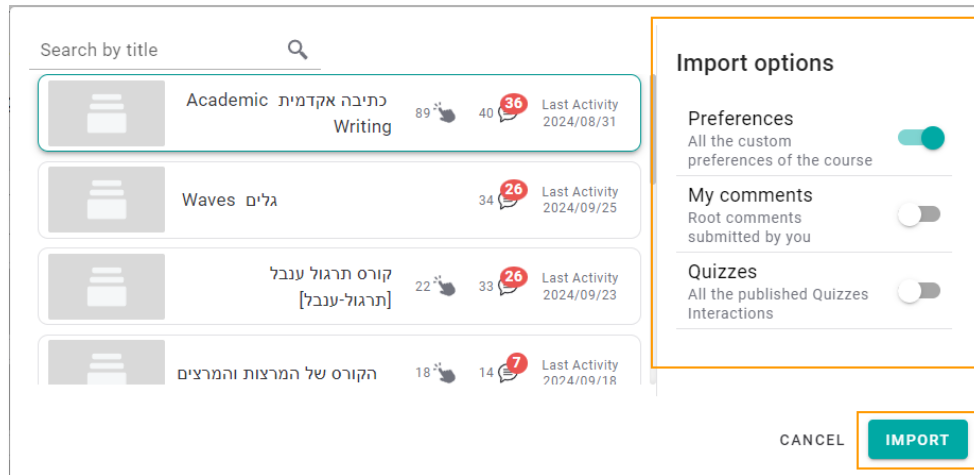 Search by title
כתיבה אקדמית Academic
Writing
89
40
36
Last Activity
2024/08/31
גלים Waves
34
26
Last Activity
2024/09/25
קורס תרגול ענבל
[תרגול-ענבל]
22
33
26
Last Activity
2024/09/23
הקורס של המרצות והמרצים
18
14
7
Last Activity
2024/09/18
Import options
Preferences
All the custom
preferences of the course
My comments
Root comments
submitted by you
Quizzes
All the published Quizzes
Interactions
CANCEL
IMPORT